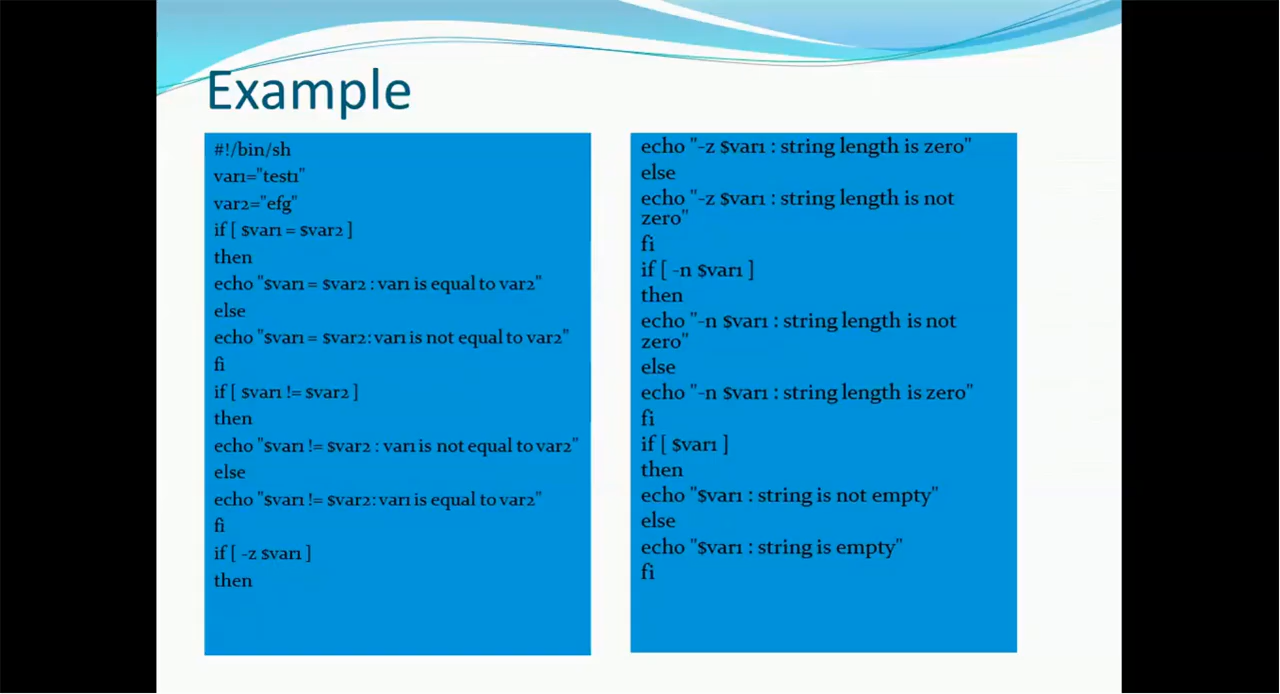 Example
#!/bin/sh
var1="test1"
var2="efg"
if [ $var1 = $var2 ]
then
echo "$var1 = $var2 : var1 is equal to var2"
else
echo "$var1 = $var2: var1 is not equal to var2"
fi
if [ $var1 != $var2 ]
then
echo "$var1 != $var2 : var1 is not equal to var2"
else
echo "$var1 != $var2: var1 is equal to var2"
fi
if [ -z $var1 ]
then
echo "-z $var1 : string length is zero"
else
echo "-z $var1 : string length is not
zero"
fi
if [ -n $var1 ]
then
echo "-n $var1 : string length is not
zero"
else
echo "-n $var1 : string length is zero"
fi
if [ $var1 ]
then
echo "$var1 : string is not empty"
else
echo "$var1 : string is empty"
fi